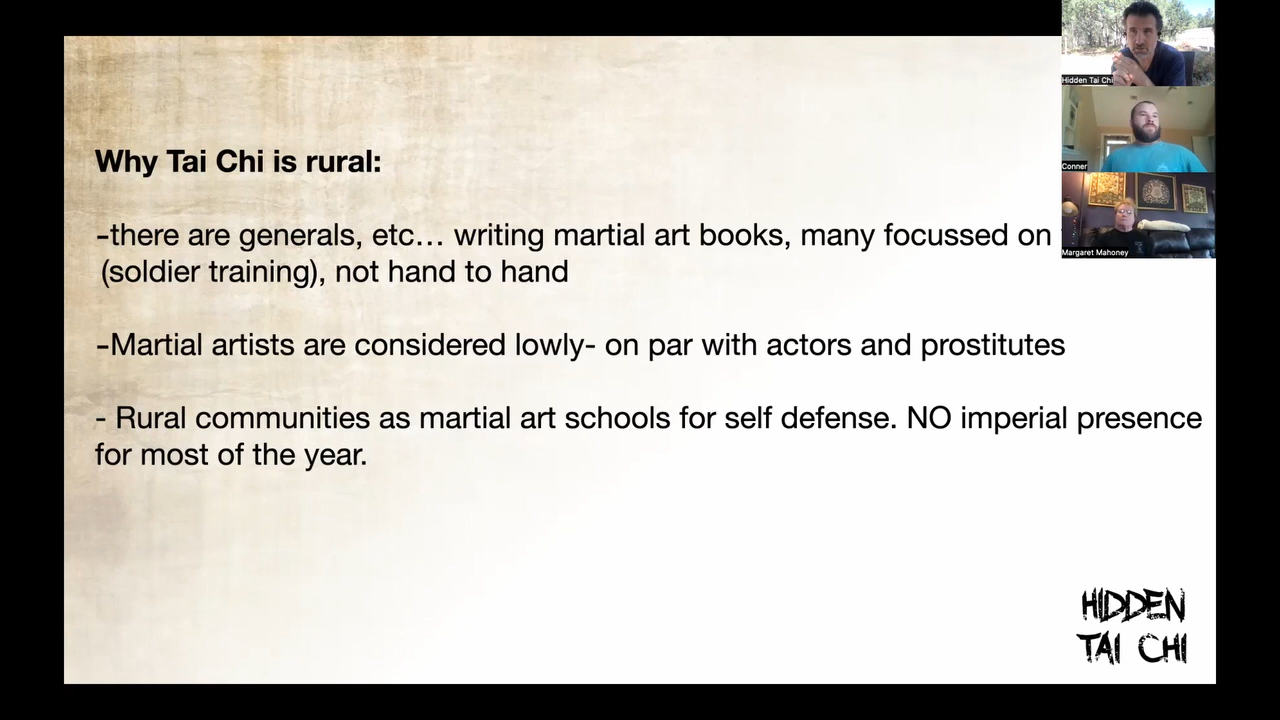 Why Tai Chi is rural:
-there are generals, etc... writing martial art books, many focussed on
(soldier training), not hand to hand
-Martial artists are considered lowly- on par with actors and prostitutes
- Rural communities as martial art schools for self defense. NO imperial presence
for most of the year.
Hidden Tai Chi
Conner
Margaret Mahoney
HIDDEN
TAI CHI